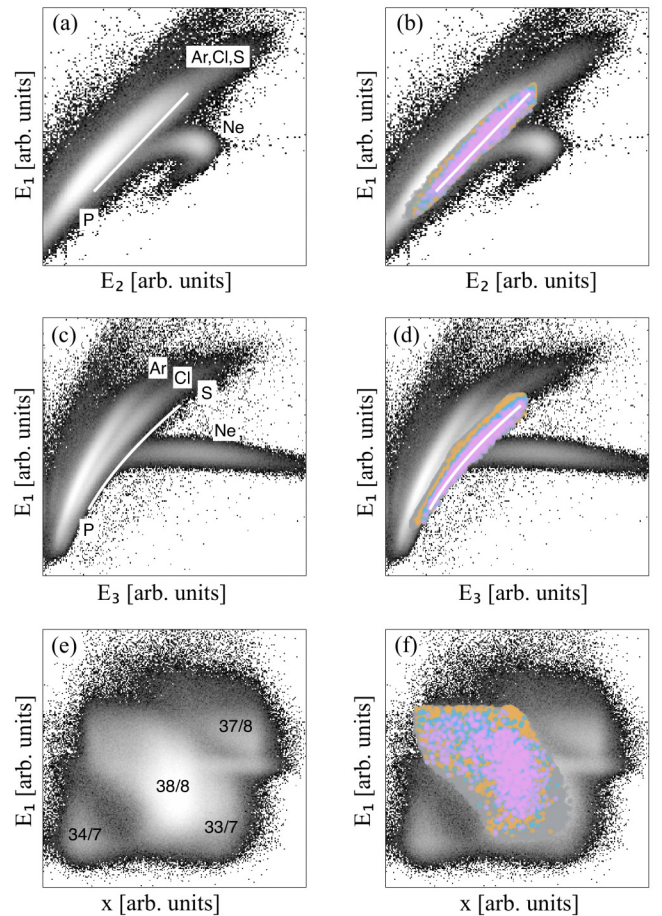 (a)
Ar,Cl,S
Ne
P
E₁ [arb. units]
E₂ [arb. units]
(b)
E₁ [arb. units]
E₂ [arb. units]
(c)
Ar
Cl
S
Ne
P
E₁ [arb. units]
E₃ [arb. units]
(d)
E₁ [arb. units]
E₃ [arb. units]
(e)
37/8
38/8
34/7
33/7
E₁ [arb. units]
x [arb. units]
(f)
E₁ [arb. units]
x [arb. units]